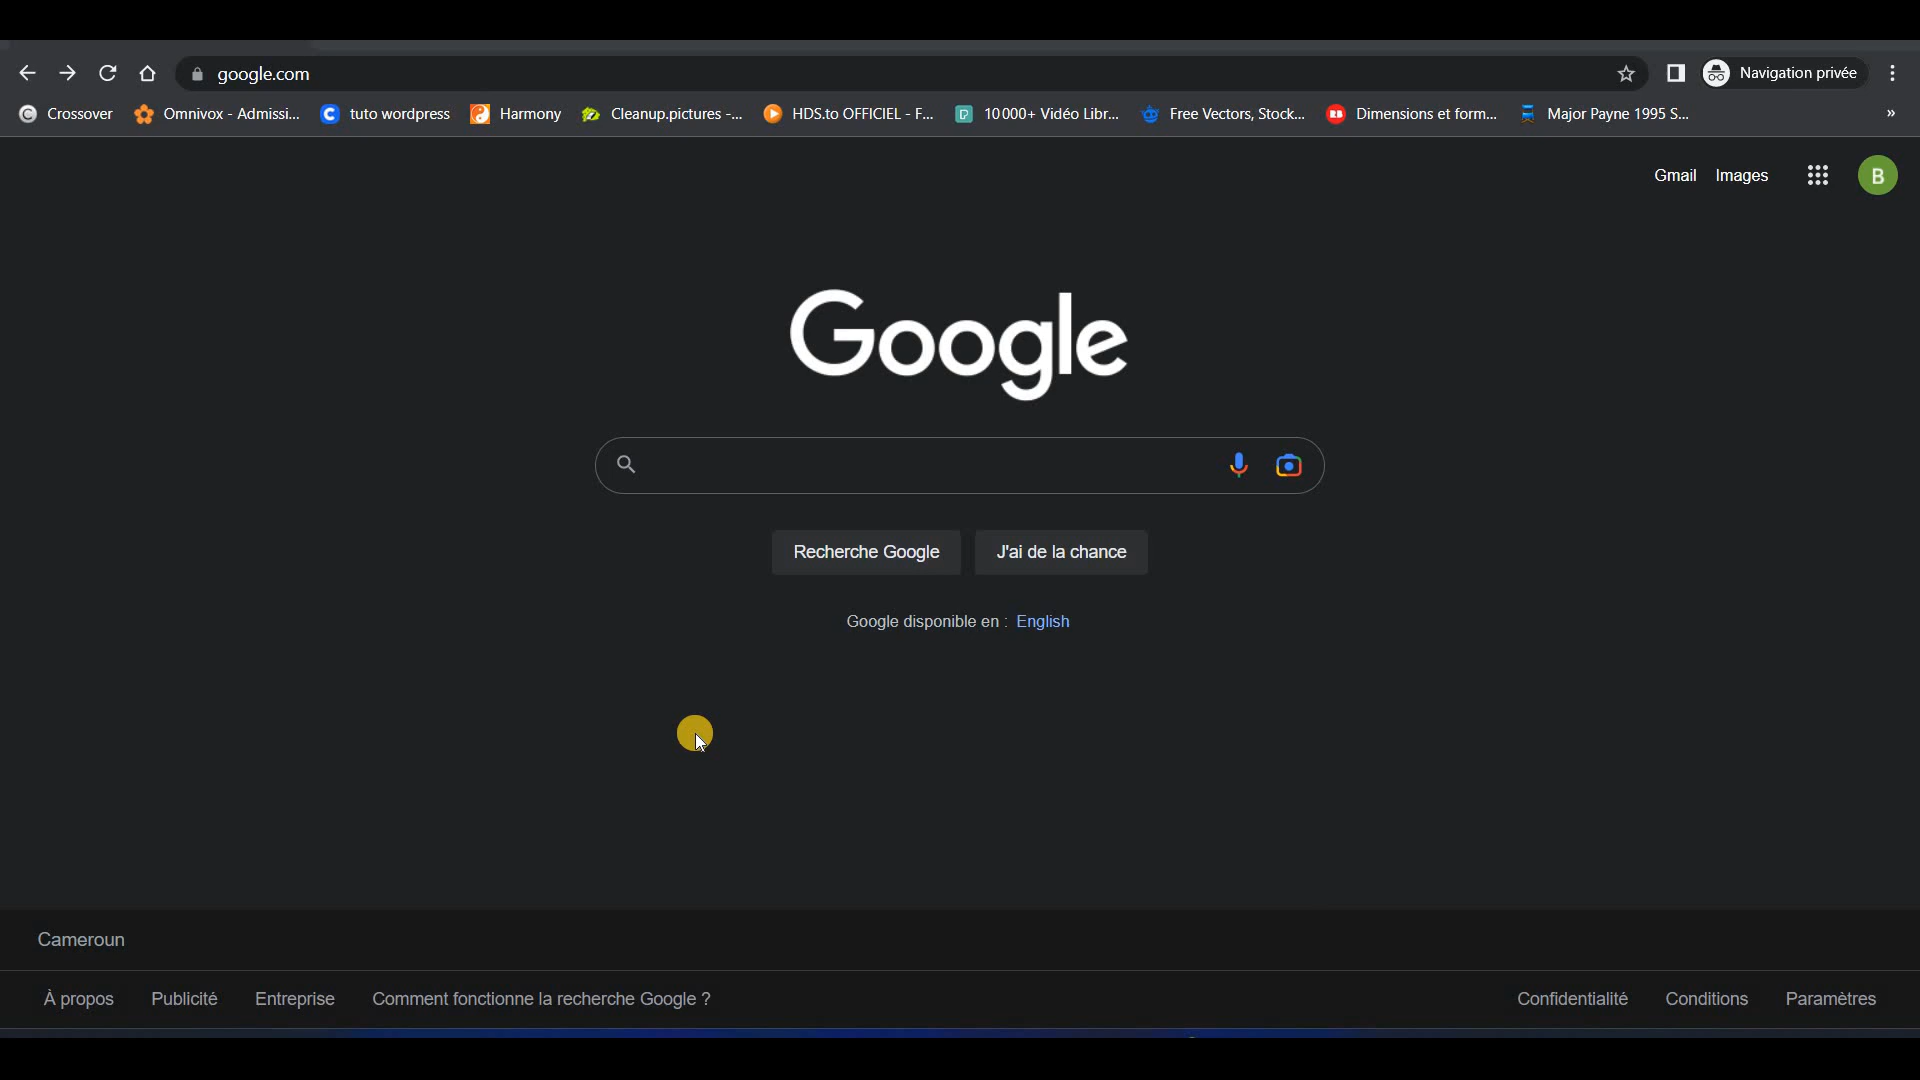 google.com
Navigation privée
Crossover
Omnivox - Admissi...
tuto wordpress
Harmony
Cleanup.pictures -...
HDS.to OFFICIEL - F...
10 000+ Vidéo Libr...
Free Vectors, Stock...
Dimensions et form...
Major Payne 1995 S...
»
Gmail
Images
B
Google
Recherche Google
J'ai de la chance
Google disponible en : English
Cameroun
À propos
Publicité
Entreprise
Comment fonctionne la recherche Google ?
Confidentialité
Conditions
Paramètres